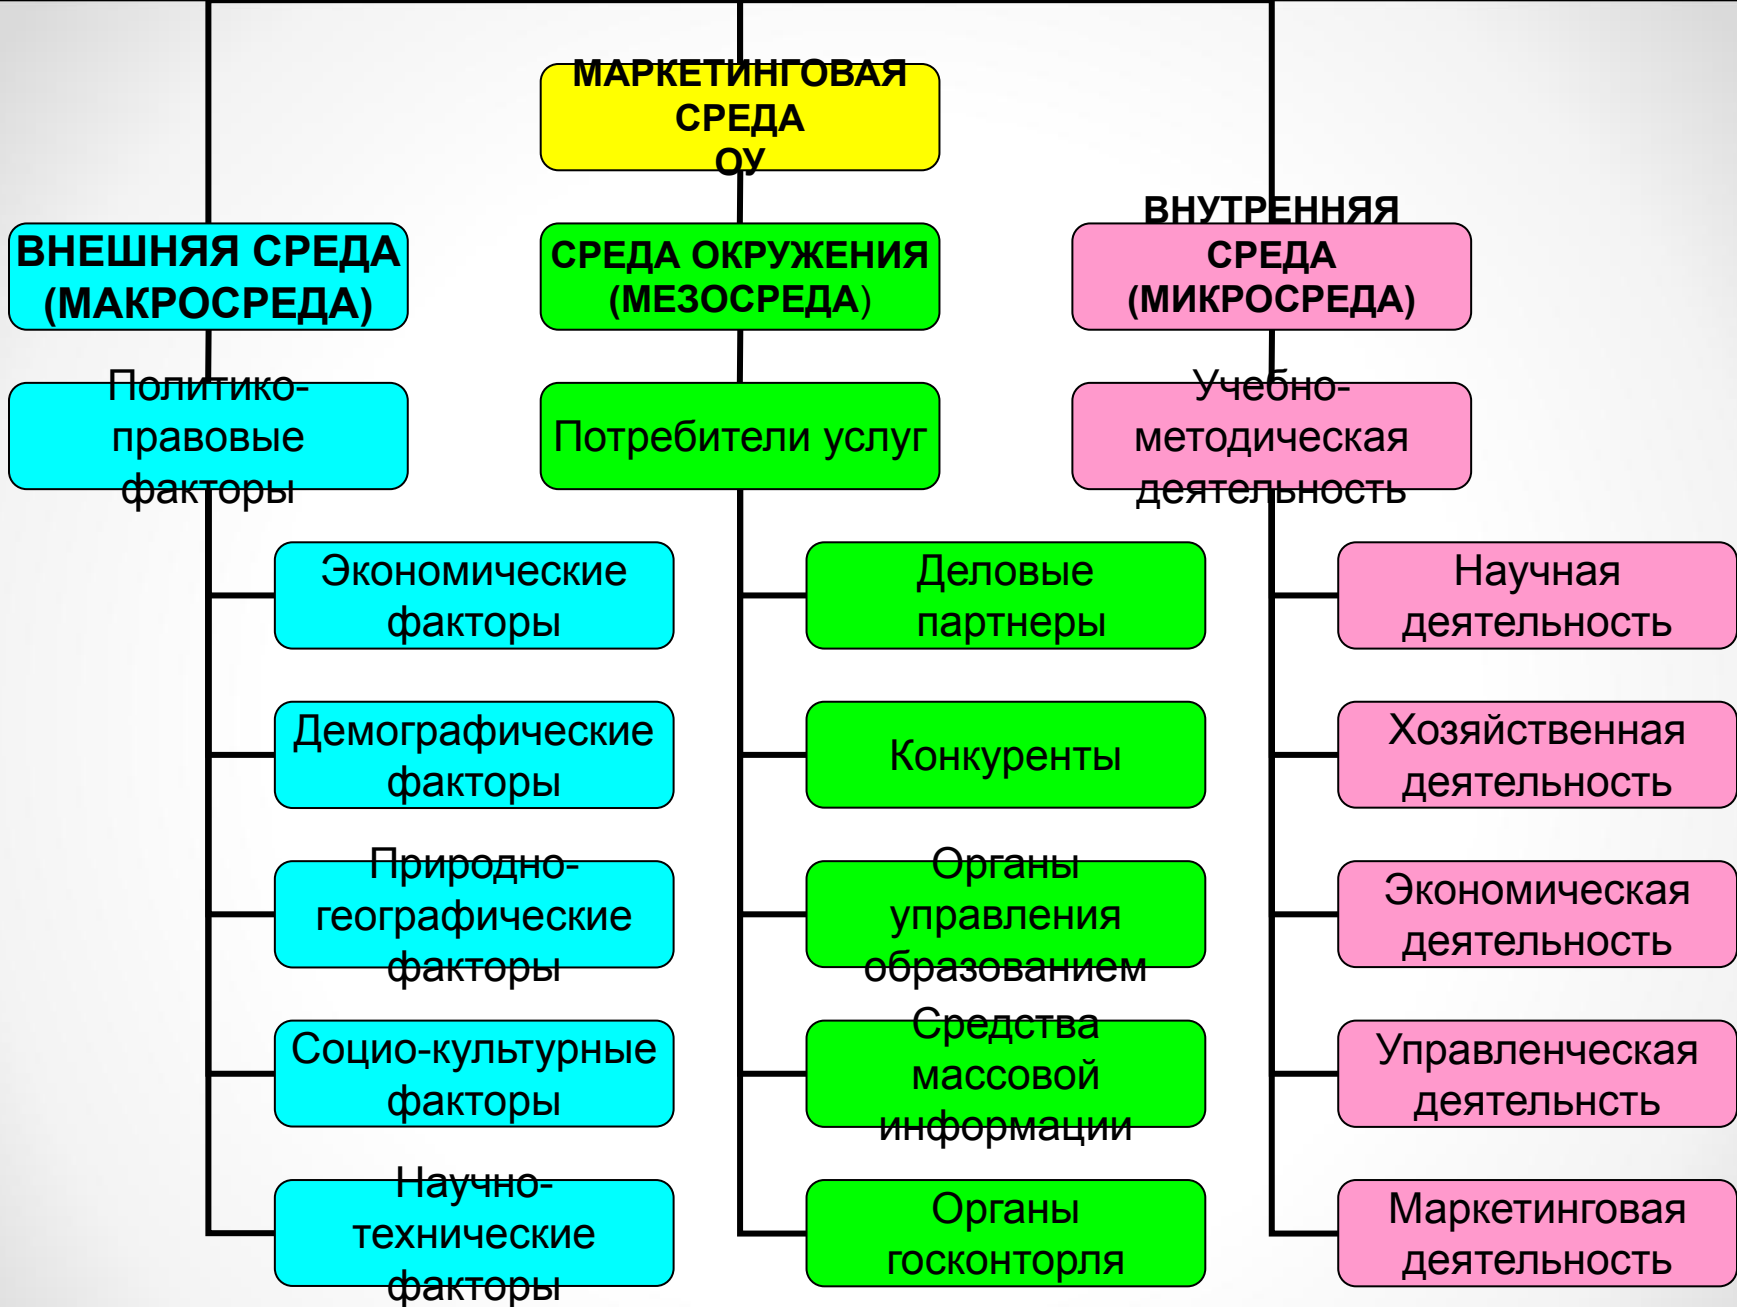 МАРКЕТИНГОВАЯ
СРЕДА
ОУ
ВНЕШНЯЯ СРЕДА
(МАКРОСРЕДА)
СРЕДА ОКРУЖЕНИЯ
(МЕЗОСРЕДА)
ВНУТРЕННЯЯ
СРЕДА
(МИКРОСРЕДА)
Политико-
правовые
факторы
Потребители услуг
Учебно-
методическая
деятельность
Экономические
факторы
Деловые
партнеры
Научная
деятельность
Демографические
факторы
Конкуренты
Хозяйственная
деятельность
Природно-
географические
факторы
Органы
управления
образованием
Экономическая
деятельность
Социо-культурные
факторы
Средства
массовой
информации
Управленческая
деятельнсть
Научно-
технические
факторы
Органы
госконторля
Маркетинговая
деятельность